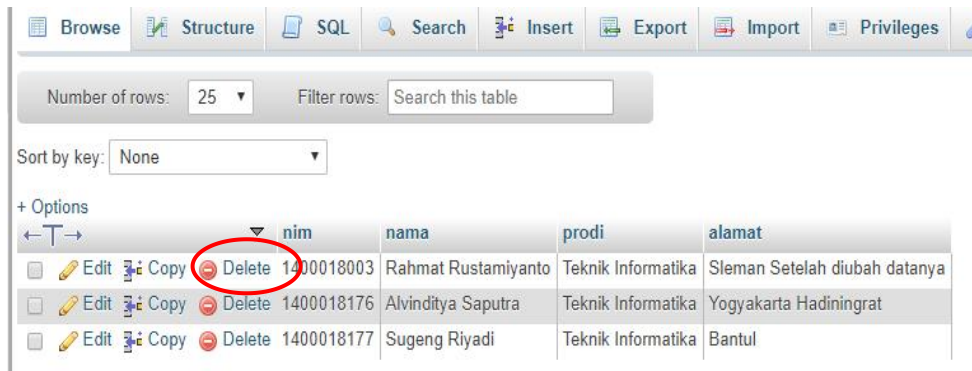 Browse Structure SQL Search Insert Export Import Privileges
Number of rows: 25 Filter rows: Search this table
Sort by key: None
+ Options
←T→ nim nama prodi alamat
Edit Copy Delete 1400018003 Rahmat Rustamiyanto Teknik Informatika Sleman Setelah diubah datanya
Edit Copy Delete 1400018176 Alvinditya Saputra Teknik Informatika Yogyakarta Hadiningrat
Edit Copy Delete 1400018177 Sugeng Riyadi Teknik Informatika Bantul